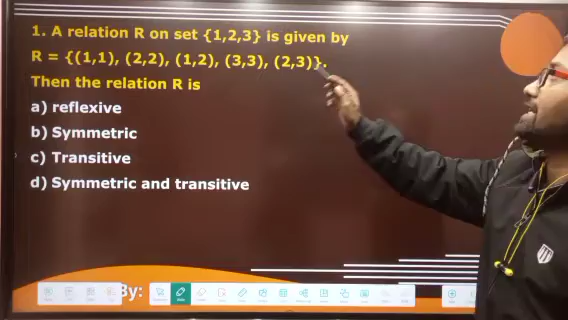 1. A relation R on set {1,2,3} is given by
R = {(1,1), (2,2), (1,2), (3,3), (2,3)}.
Then the relation R is
a) reflexive
b) Symmetric
c) Transitive
d) Symmetric and transitive
By: